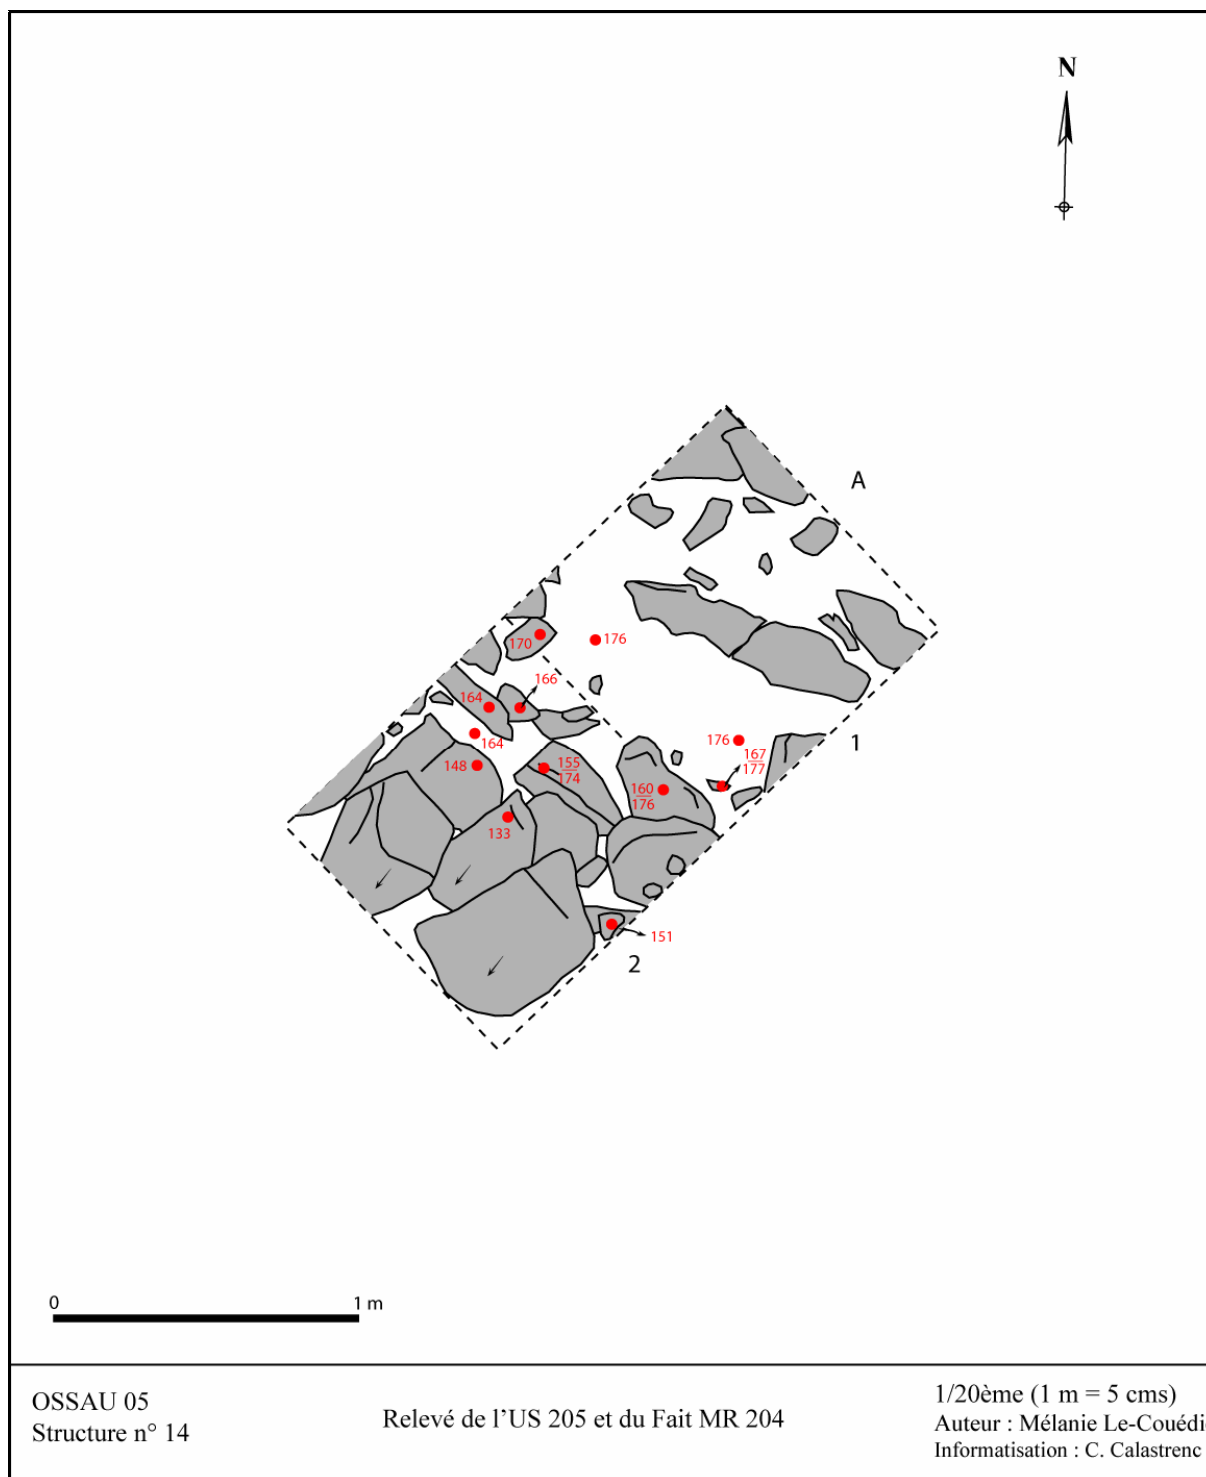 N
A
170
176
166
164
164
176
1
167
177
148
155
174
160
176
133
151
2
0 1 m
OSSAU 05
Structure n° 14
Relevé de l'US 205 et du Fait MR 204
1/20ème (1 m = 5 cms)
Auteur : Mélanie Le-Couédi
Informatisation : C. Calastrenc